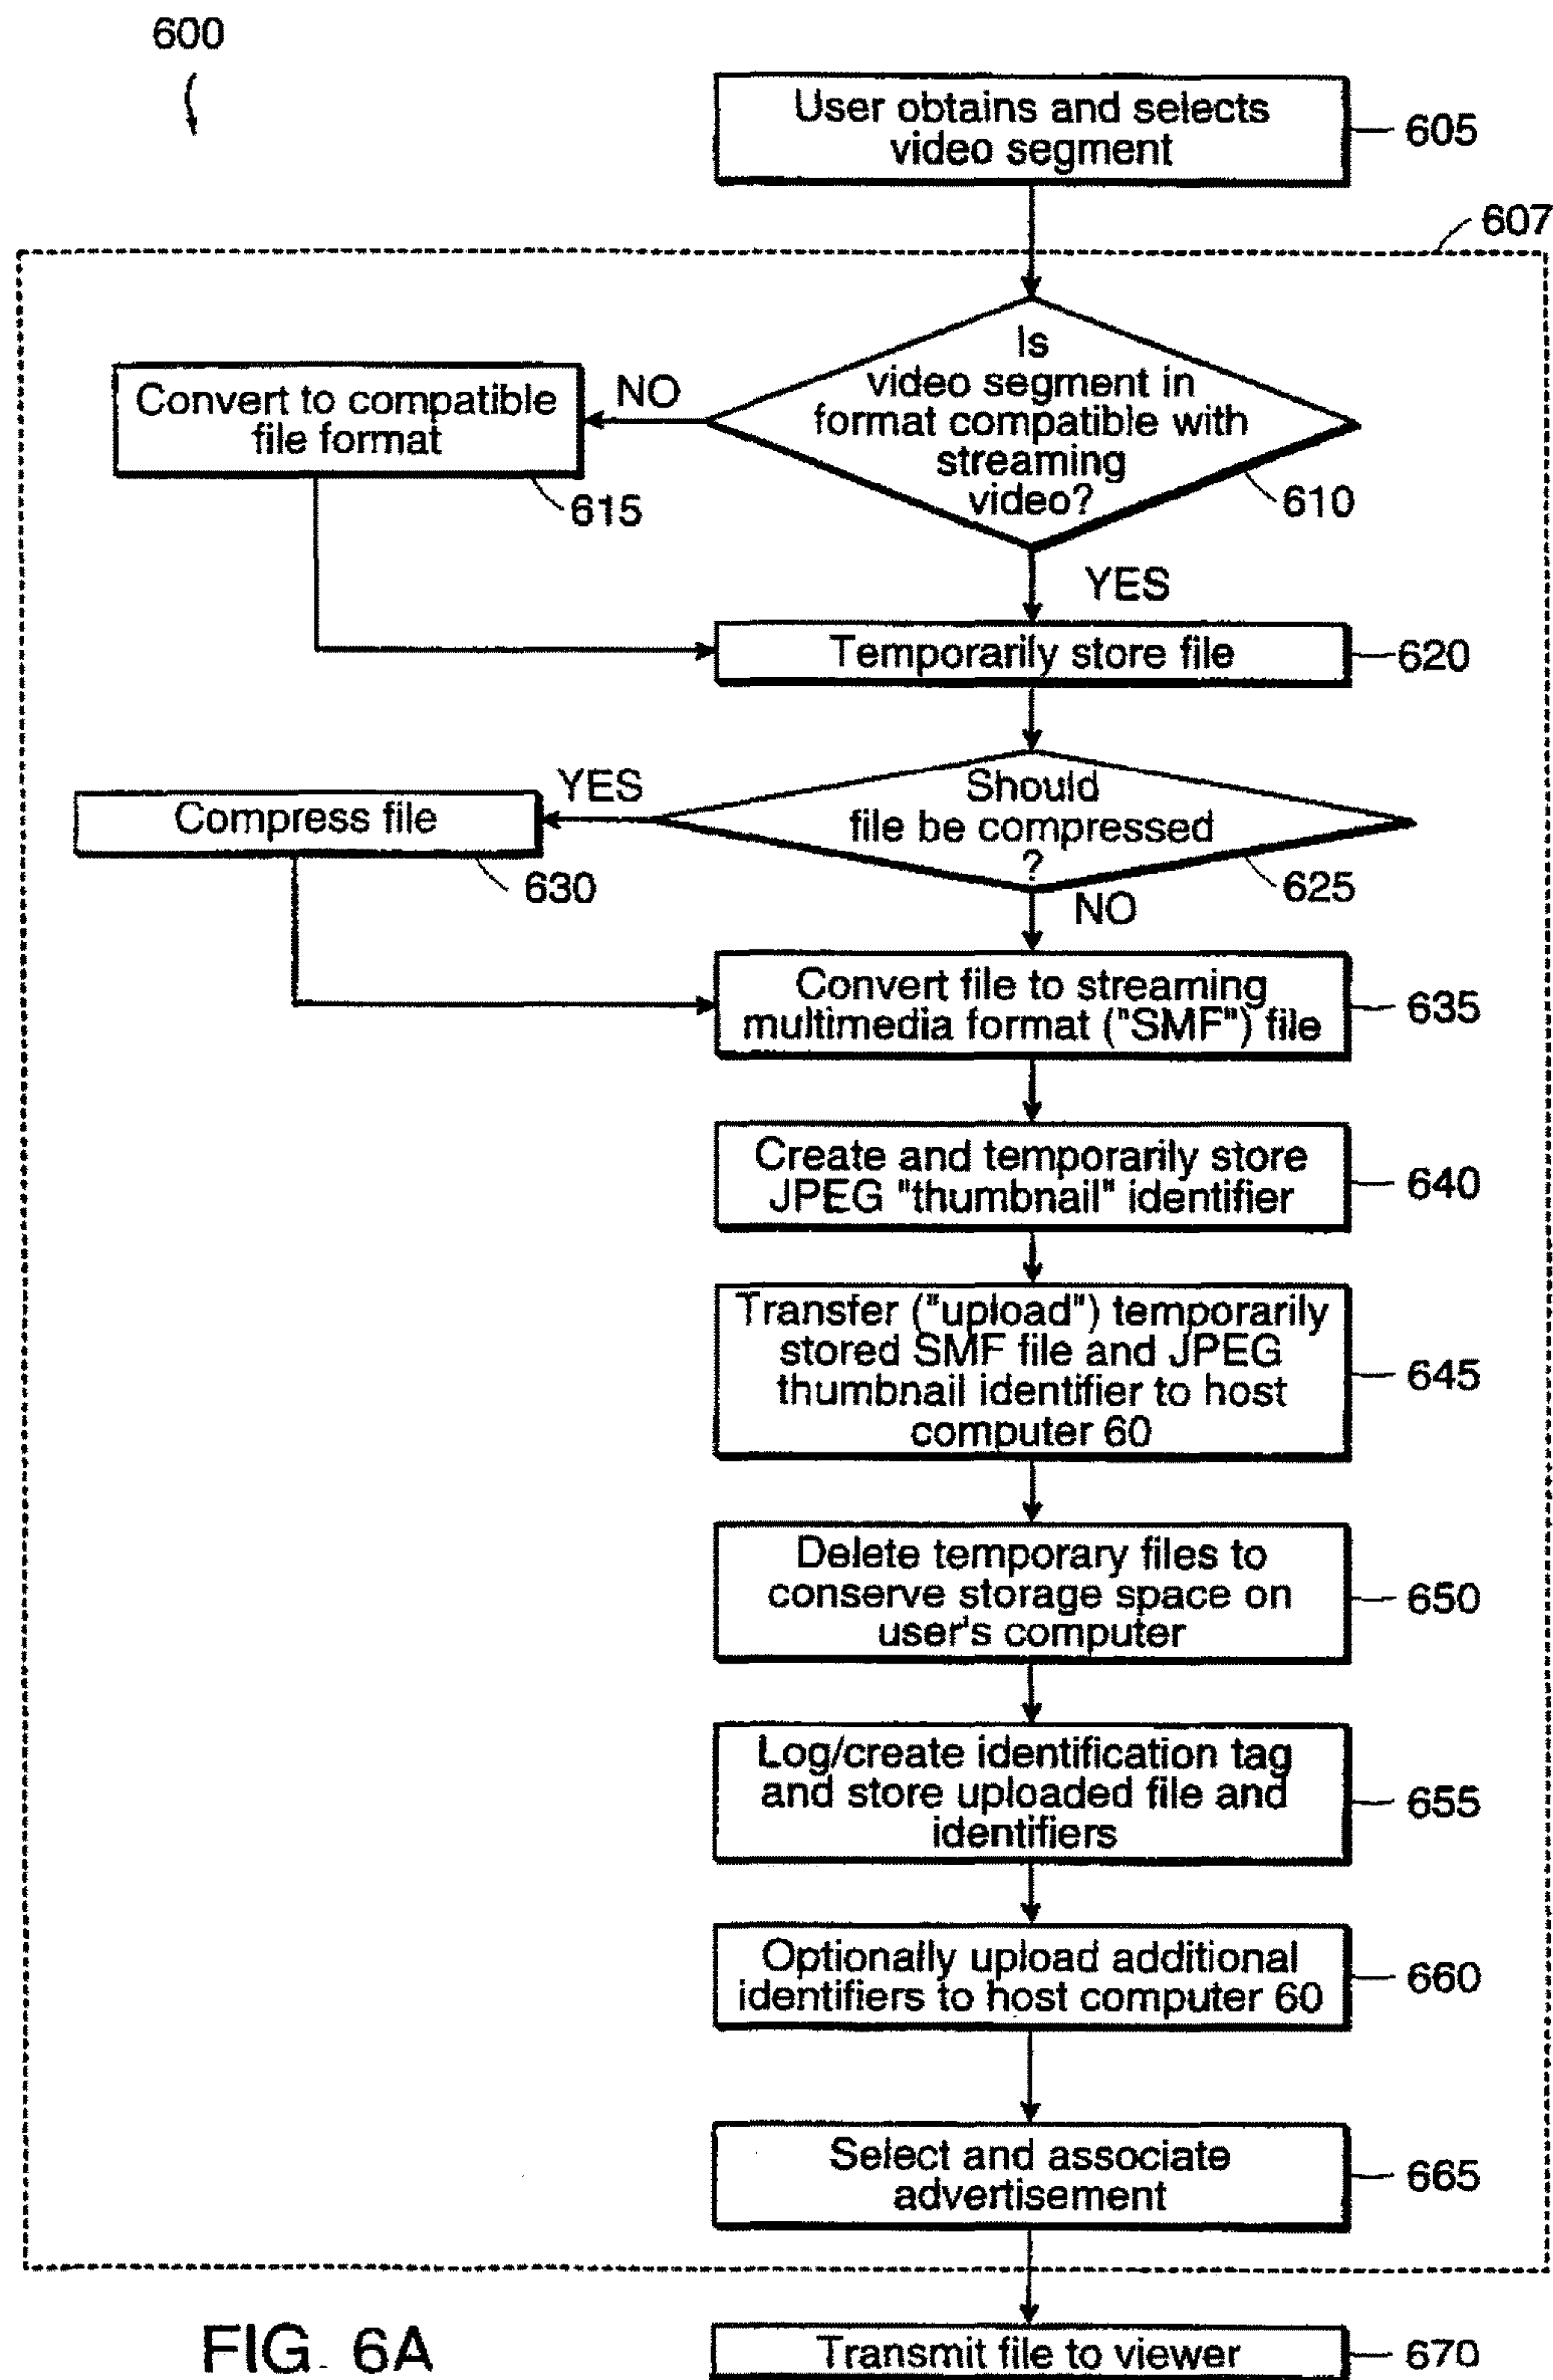 600
User obtains and selects
video segment
605
607
Is
video segment in
format compatible with
streaming
video?
610
NO
Convert to compatible
file format
615
YES
Temporarily store file
620
Should
file be compressed
?
625
YES
Compress file
630
NO
Convert file to streaming
multimedia format ("SMF") file
635
Create and temporarily store
JPEG "thumbnail" identifier
640
Transfer ("upload") temporarily
stored SMF file and JPEG
thumbnail identifier to host
computer 60
645
Delete temporary files to
conserve storage space on
user's computer
650
Log/create identification tag
and store uploaded file and
identifiers
655
Optionally upload additional
identifiers to host computer 60
660
Select and associate
advertisement
665
Transmit file to viewer
670
FIG. 6A